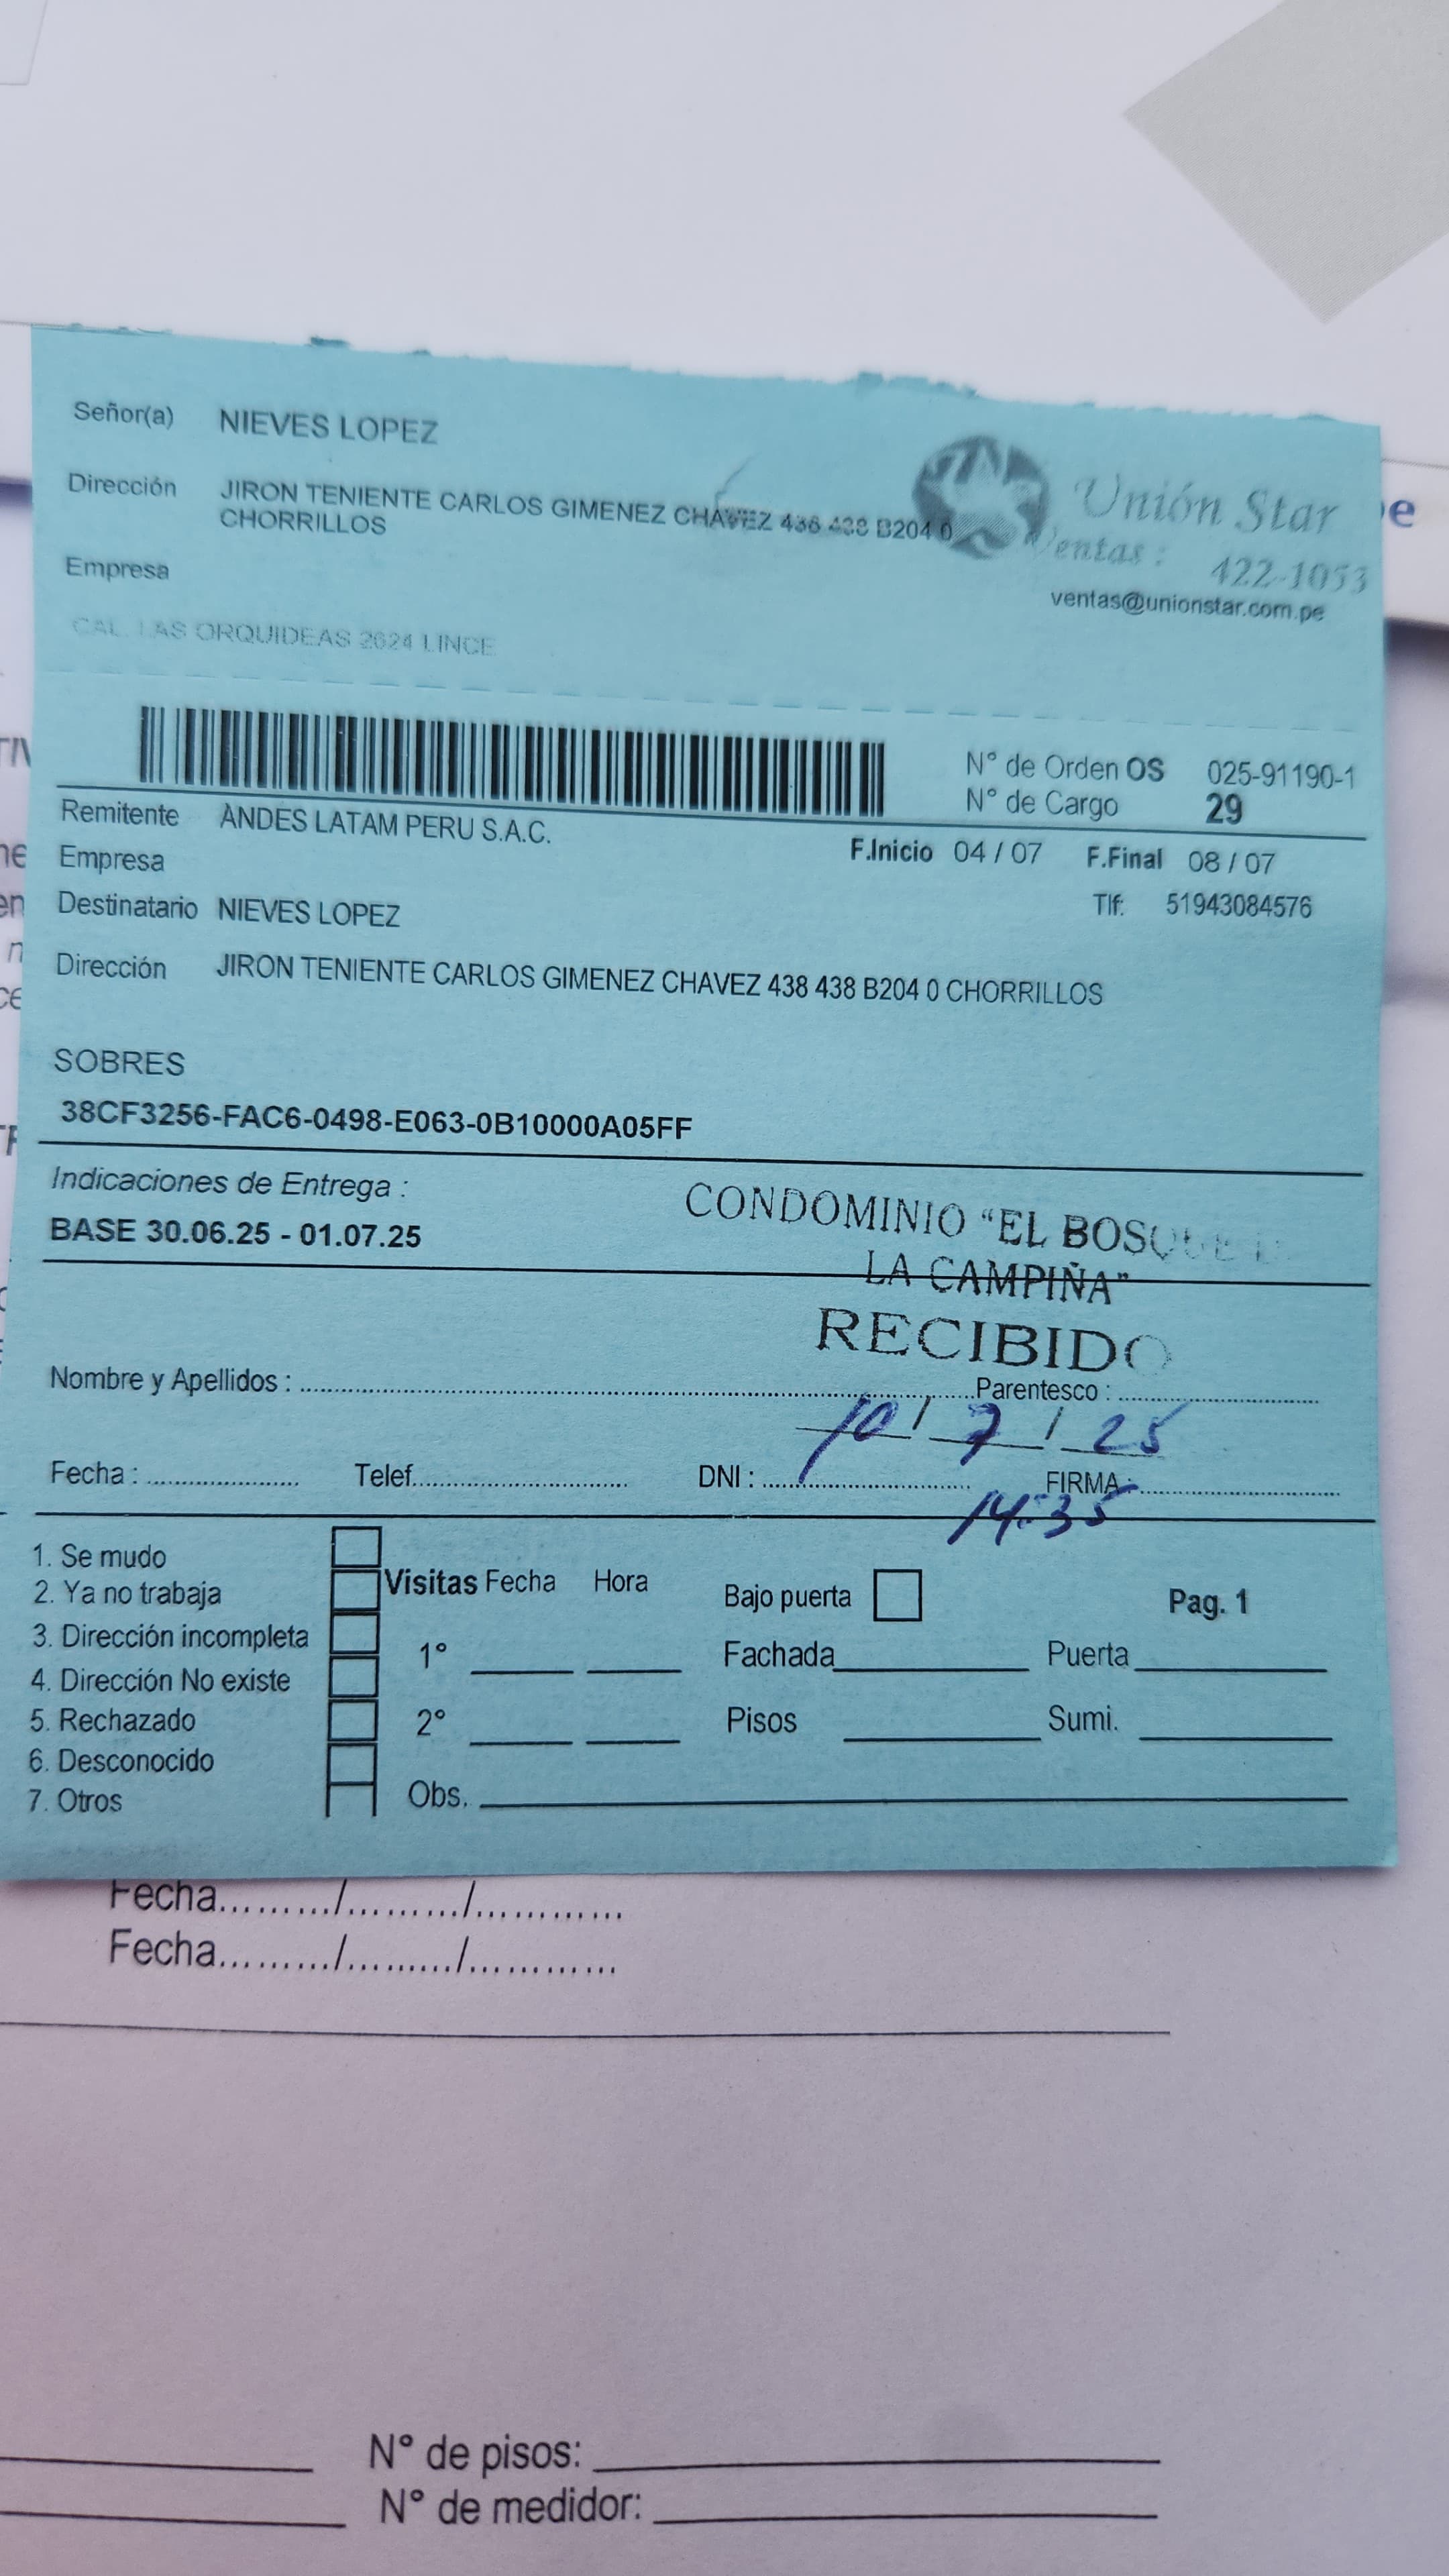 Señor(a) NIEVES LOPEZ
Dirección JIRON TENIENTE CARLOS GIMENEZ CHAVEZ 438 B204 0
CHORRILLOS
Unión Star
Ventas : 422-1053
ventas@unionstar.com.pe
Empresa
CAL. LAS ORQUIDEAS 2624 LINCE
N° de Orden OS 025-91190-1
N° de Cargo 29
Remitente ANDES LATAM PERU S.A.C.
F.Inicio 04 / 07 F.Final 08 / 07
Empresa
Destinatario NIEVES LOPEZ
Tlf: 51943084576
Dirección JIRON TENIENTE CARLOS GIMENEZ CHAVEZ 438 438 B204 0 CHORRILLOS
SOBRES
38CF3256-FAC6-0498-E063-0B10000A05FF
Indicaciones de Entrega :
BASE 30.06.25 - 01.07.25
CONDOMINIO "EL BOSQUE
LA CAMPIÑA"
RECIBIDO
Nombre y Apellidos : Parentesco :
10 / 7 / 25
Fecha : Telef. DNI : FIRMA :
14:35
1. Se mudo
2. Ya no trabaja
3. Dirección incompleta
4. Dirección No existe
5. Rechazado
6. Desconocido
7. Otros
Visitas Fecha Hora
1°
2°
Obs.
Bajo puerta
Pag. 1
Fachada Puerta
Pisos Sumi.
Fecha........./........../............
Fecha........./........../............
N° de pisos:
N° de medidor: